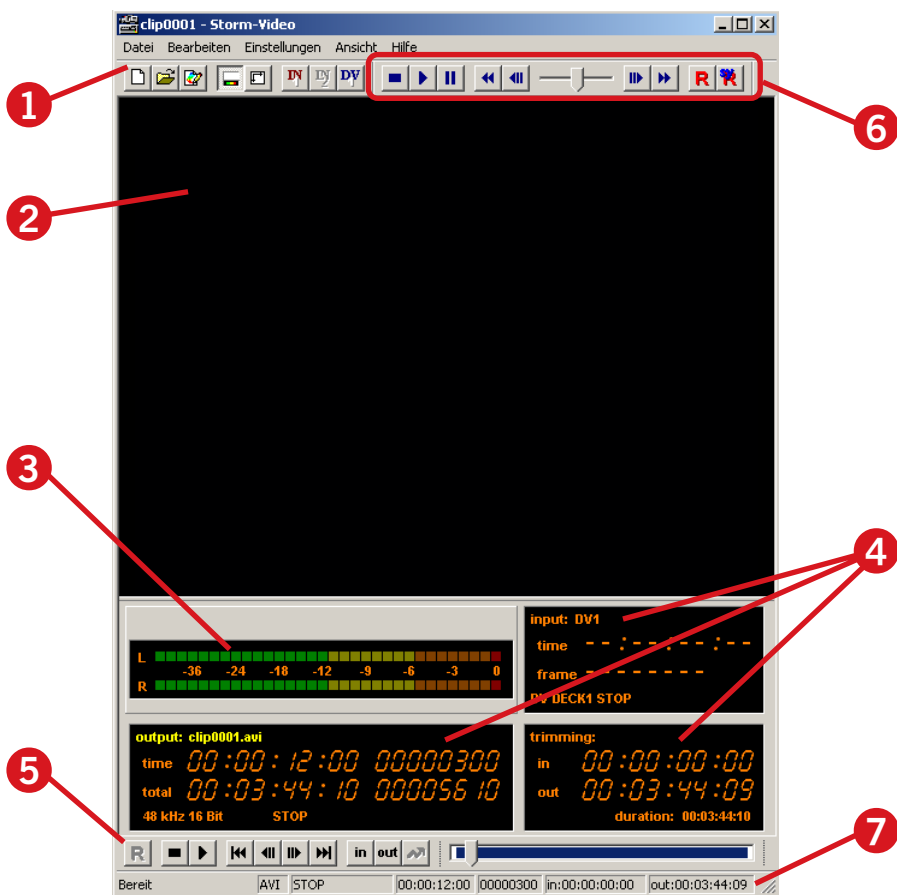 clip0001 - Storm-Video
Datei Bearbeiten Einstellungen Ansicht Hilfe
IN 1 IN 2 DV R R
1
6
2
3
4
L
-36 -24 -18 -12 -9 -6 -3 0
R
input: DV1
time --:--:--:--
frame --------
DV DECK1 STOP
output: clip0001.avi
time 00:00:12:00 00000300
total 00:03:44:10 00005610
48 kHz 16 Bit STOP
trimming:
in 00:00:00:00
out 00:03:44:09
duration: 00:03:44:10
5
R in out
7
Bereit AVI STOP 00:00:12:00 00000300 in:00:00:00:00 out:00:03:44:09